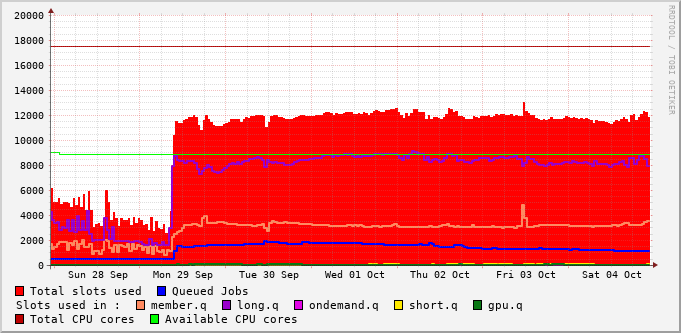 20000
18000
16000
14000
12000
10000
8000
6000
4000
2000
0
Sun 28 Sep Mon 29 Sep Tue 30 Sep Wed 01 Oct Thu 02 Oct Fri 03 Oct Sat 04 Oct
RRDTOOL / TOBI OETIKER
Total slots used Queued Jobs
Slots used in : member.q long.q ondemand.q short.q gpu.q
Total CPU cores Available CPU cores